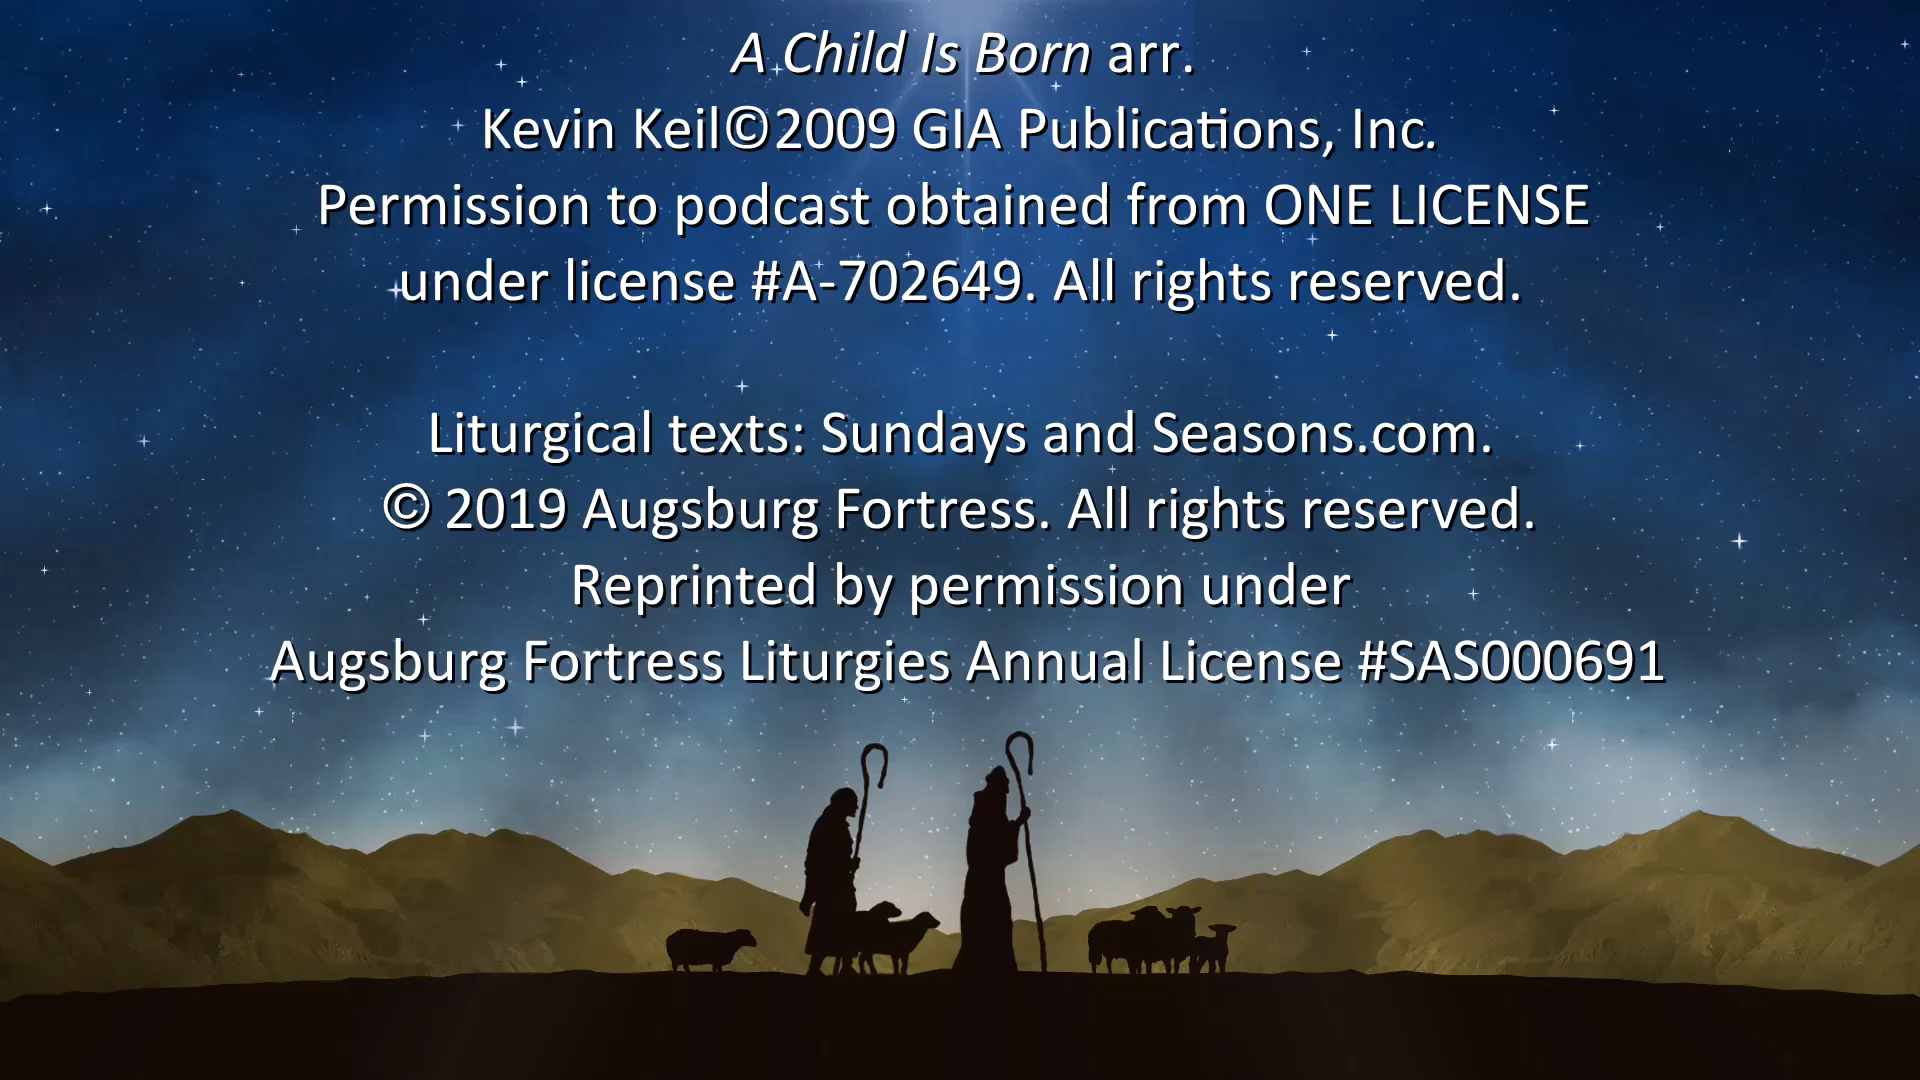 A Child Is Born arr.
Kevin Keil©2009 GIA Publications, Inc.
Permission to podcast obtained from ONE LICENSE
under license #A-702649. All rights reserved.
Liturgical texts: Sundays and Seasons.com.
© 2019 Augsburg Fortress. All rights reserved.
Reprinted by permission under
Augsburg Fortress Liturgies Annual License #SAS000691